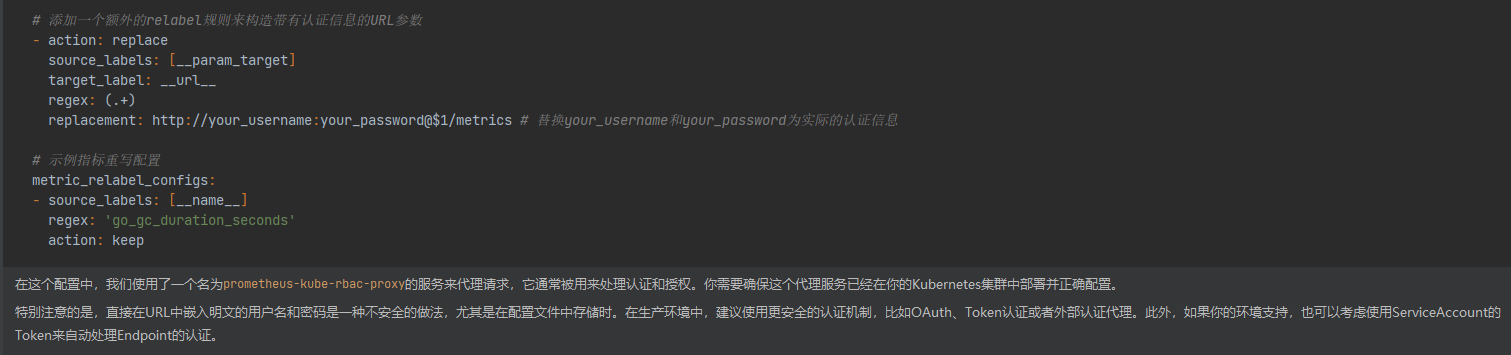 # 添加一个额外的relabel规则来构造带有认证信息的URL参数
- action: replace
  source_labels: [__param_target]
  target_label: __url__
  regex: (.+)
  replacement: http://your_username:your_password@$1/metrics # 替换your_username和your_password为实际的认证信息

# 示例指标重写配置
metric_relabel_configs:
- source_labels: [__name__]
  regex: 'go_gc_duration_seconds'
  action: keep
在这个配置中，我们使用了一个名为prometheus-kube-rbac-proxy的服务来代理请求，它通常被用来处理认证和授权。你需要确保这个代理服务已经在你的Kubernetes集群中部署并正确配置。
特别注意的是，直接在URL中嵌入明文的用户名和密码是一种不安全的做法，尤其是在配置文件中存储时。在生产环境中，建议使用更安全的认证机制，比如OAuth、Token认证或者外部认证代理。此外，如果你的环境支持，也可以考虑使用ServiceAccount的
Token来自动处理Endpoint的认证。